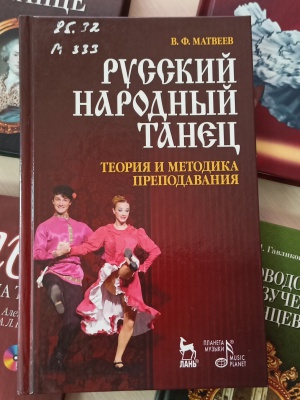 85.32
М 333
В. Ф. МАТВЕЕВ
РУССКИЙ
НАРОДНЫЙ
ТАНЕЦ
ТЕОРИЯ И МЕТОДИКА
ПРЕПОДАВАНИЯ
ЛАНЬ
ПЛАНЕТА
МУЗЫКИ
MUSIC
PLANET